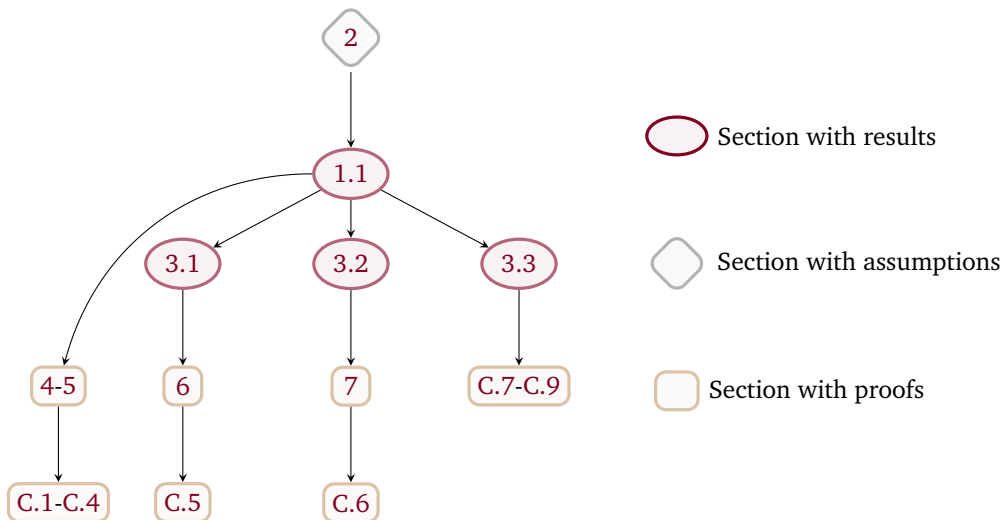 2
1.1
Section with results
3.1
3.2
3.3
Section with assumptions
4-5
6
7
C.7-C.9
Section with proofs
C.1-C.4
C.5
C.6